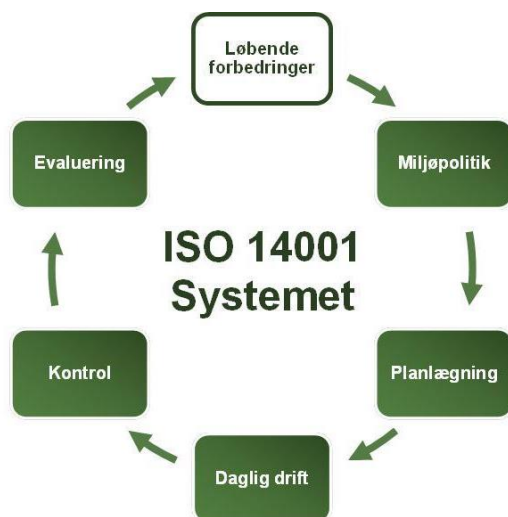 Løbende
forbedringer
Evaluering
Miljøpolitik
ISO 14001
Systemet
Kontrol
Planlægning
Daglig drift